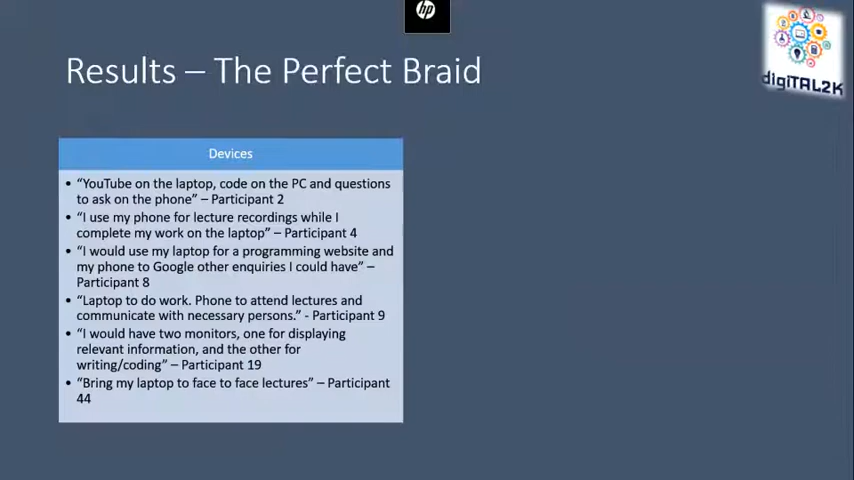 hp
digiTAL2K
Results – The Perfect Braid
Devices
• “YouTube on the laptop, code on the PC and questions
to ask on the phone” – Participant 2
• “I use my phone for lecture recordings while I
complete my work on the laptop” – Participant 4
• “I would use my laptop for a programming website and
my phone to Google other enquiries I could have” –
Participant 8
• “Laptop to do work. Phone to attend lectures and
communicate with necessary persons.” - Participant 9
• “I would have two monitors, one for displaying
relevant information, and the other for
writing/coding” – Participant 19
• “Bring my laptop to face to face lectures” – Participant
44